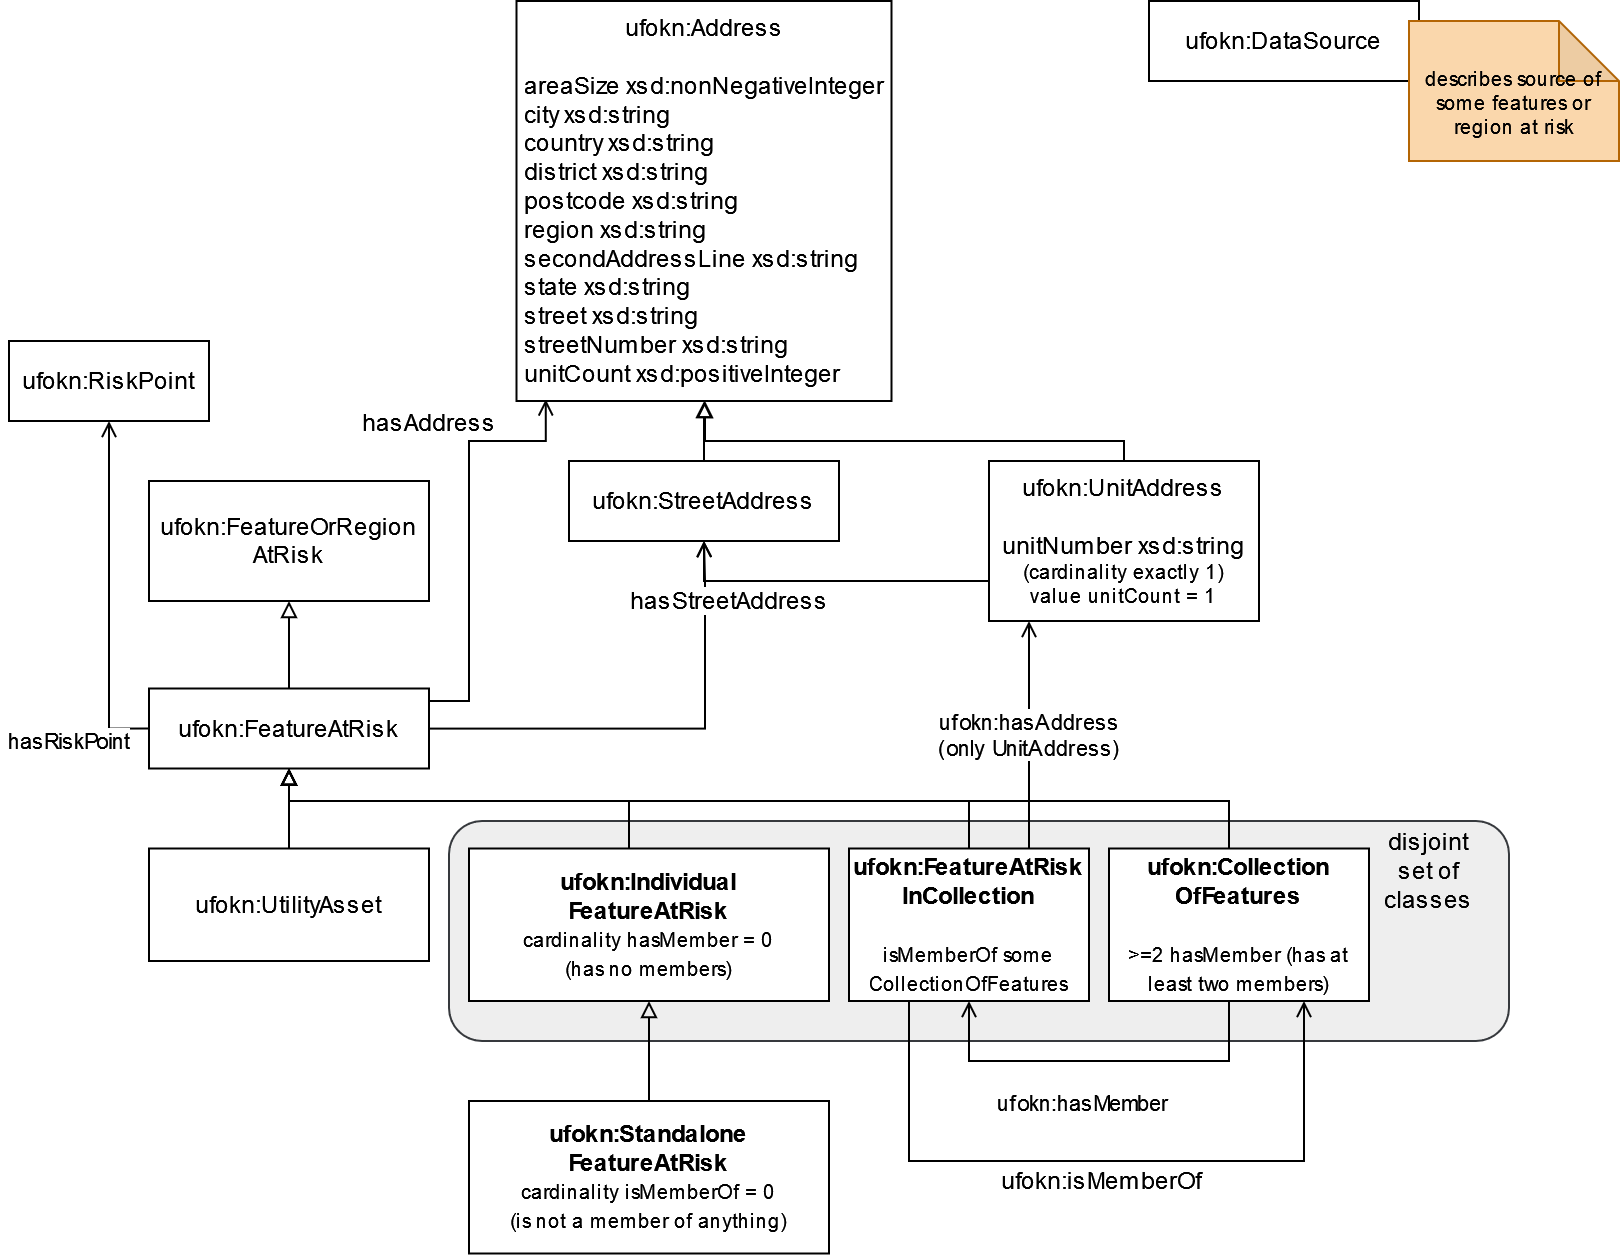 ufokn:Address
areaSize xsd:nonNegativeInteger
city xsd:string
country xsd:string
district xsd:string
postcode xsd:string
region xsd:string
secondAddressLine xsd:string
state xsd:string
street xsd:string
streetNumber xsd:string
unitCount xsd:positiveInteger
ufokn:DataSource
describes source of
some features or
region at risk
ufokn:RiskPoint
hasAddress
ufokn:FeatureOrRegion
AtRisk
ufokn:StreetAddress
ufokn:UnitAddress
unitNumber xsd:string
(cardinality exactly 1)
value unitCount = 1
hasStreetAddress
ufokn:FeatureAtRisk
hasRiskPoint
ufokn:hasAddress
(only UnitAddress)
ufokn:UtilityAsset
ufokn:Individual
FeatureAtRisk
cardinality hasMember = 0
(has no members)
ufokn:FeatureAtRisk
InCollection
isMemberOf some
CollectionOfFeatures
ufokn:Collection
OfFeatures
>=2 hasMember (has at
least two members)
disjoint
set of
classes
ufokn:hasMember
ufokn:isMemberOf
ufokn:Standalone
FeatureAtRisk
cardinality isMemberOf = 0
(is not a member of anything)